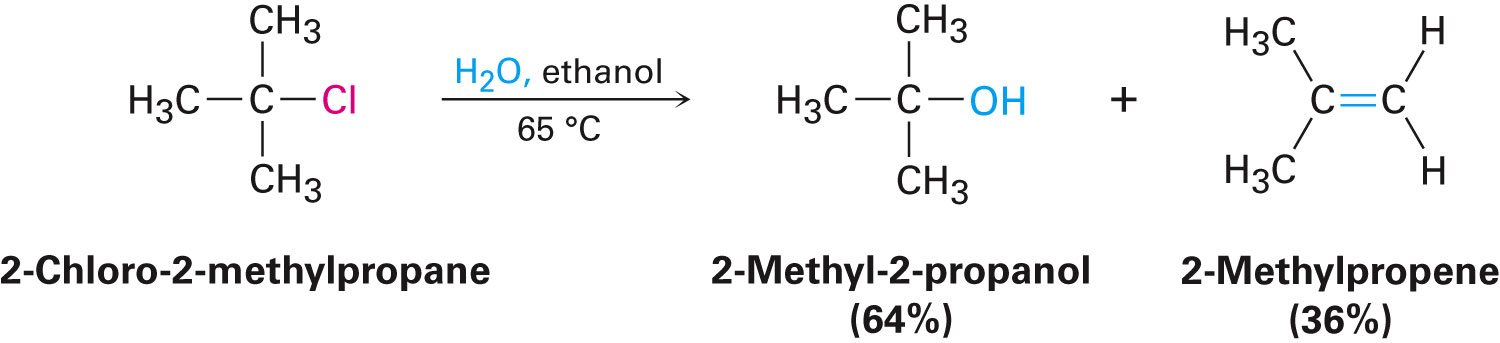 CH3 CH3 H3C H
H3C—C—Cl H2O, ethanol H3C—C—OH + C=C
65 °C
CH3 CH3 H3C H
2-Chloro-2-methylpropane 2-Methyl-2-propanol 2-Methylpropene
(64%) (36%)